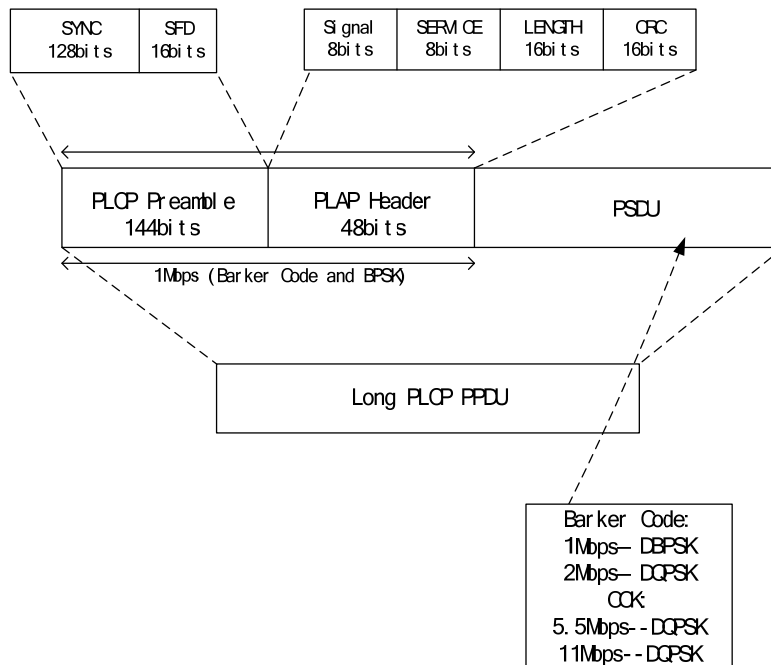 SYNC
128bits
SFD
16bits
Signal
8bits
SERVICE
8bits
LENGTH
16bits
CRC
16bits
PLCP Preamble
144bits
PLAP Header
48bits
PSDU
1Mbps (Barker Code and BPSK)
Long PLCP PPDU
Barker Code:
1Mbps-- DBPSK
2Mbps-- DQPSK
CCK:
5.5Mbps--DQPSK
11Mbps--DQPSK